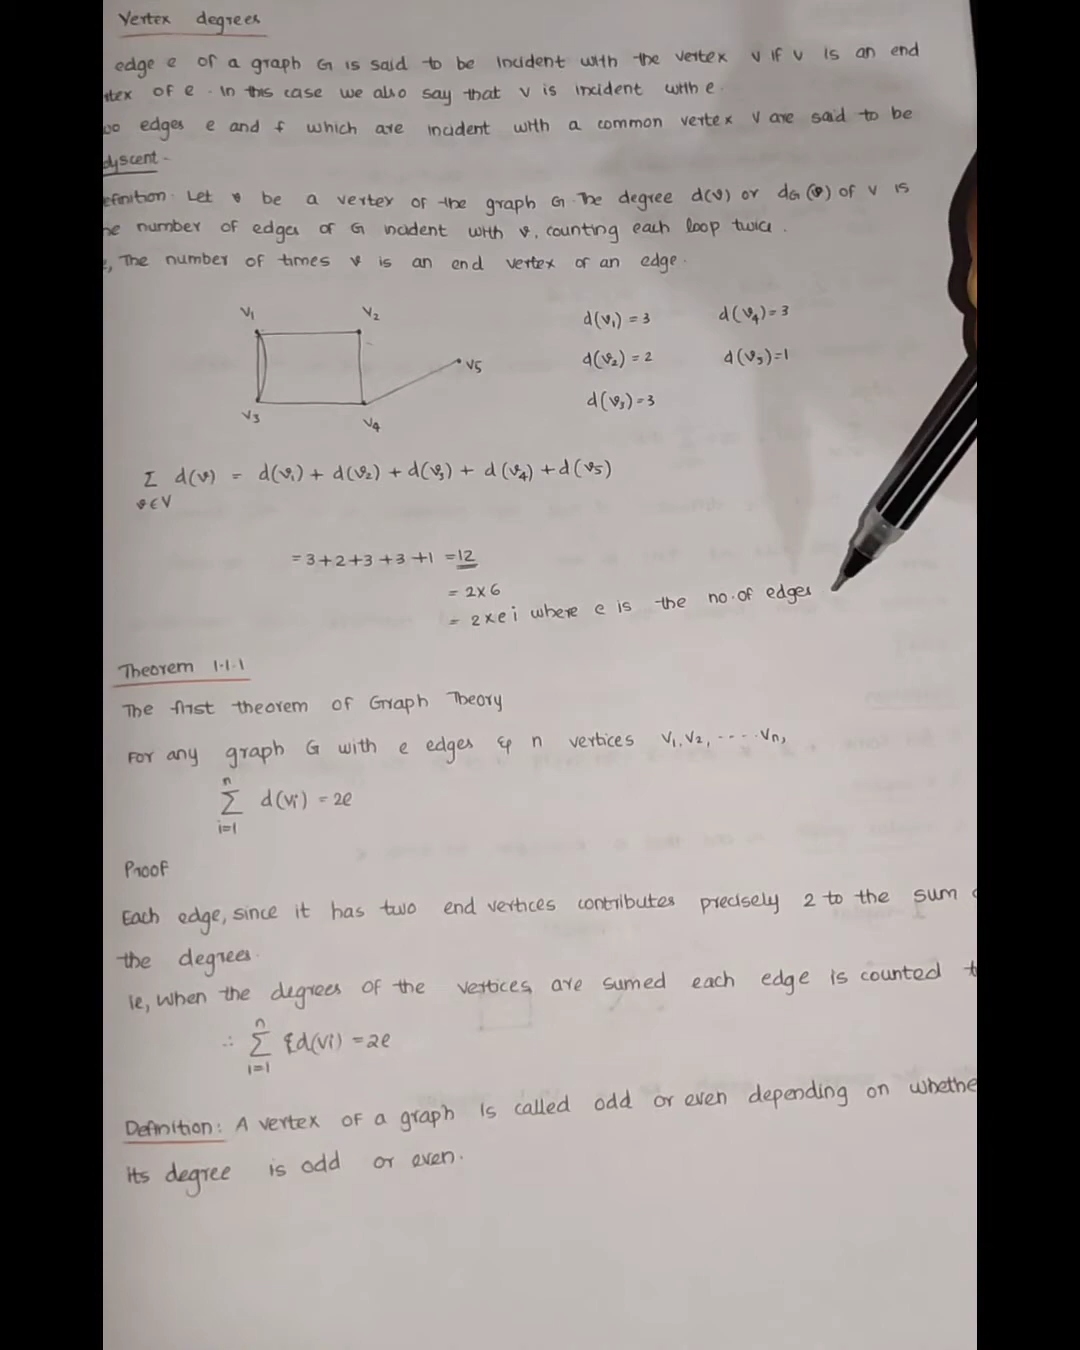 Vertex degrees
edge e of a graph G is said to be incident with the vertex v if v is an end
tex of e. In this case we also say that v is incident with e.
wo edges e and f which are incident with a common vertex v are said to be
djscent-
efinition. Let v be a vertex of the graph G. The degree d(v) or dG(v) of v is
he number of edges of G incident with v, counting each loop twice.
e, The number of times v is an end vertex of an edge.
V1 V2
d(v1) = 3 d(v4) = 3
d(v2) = 2 d(v5) = 1
V5
d(v3) = 3
V3 V4
Σ d(v) = d(v1) + d(v2) + d(v3) + d(v4) + d(v5)
v∈V
= 3+2+3+3+1 = 12
= 2×6
= 2×e; where e is the no. of edges
Theorem 1.1.1
The first theorem of Graph Theory
For any graph G with e edges & n vertices V1, V2, .... Vn,
n
Σ d(vi) = 2e
i=1
Proof
Each edge, since it has two end vertices contributes precisely 2 to the sum
the degrees.
ie, when the degrees of the vertices are sumed each edge is counted t
n
∴ Σ d(vi) = 2e
i=1
Definition: A vertex of a graph is called odd or even depending on whethe
its degree is odd or even.